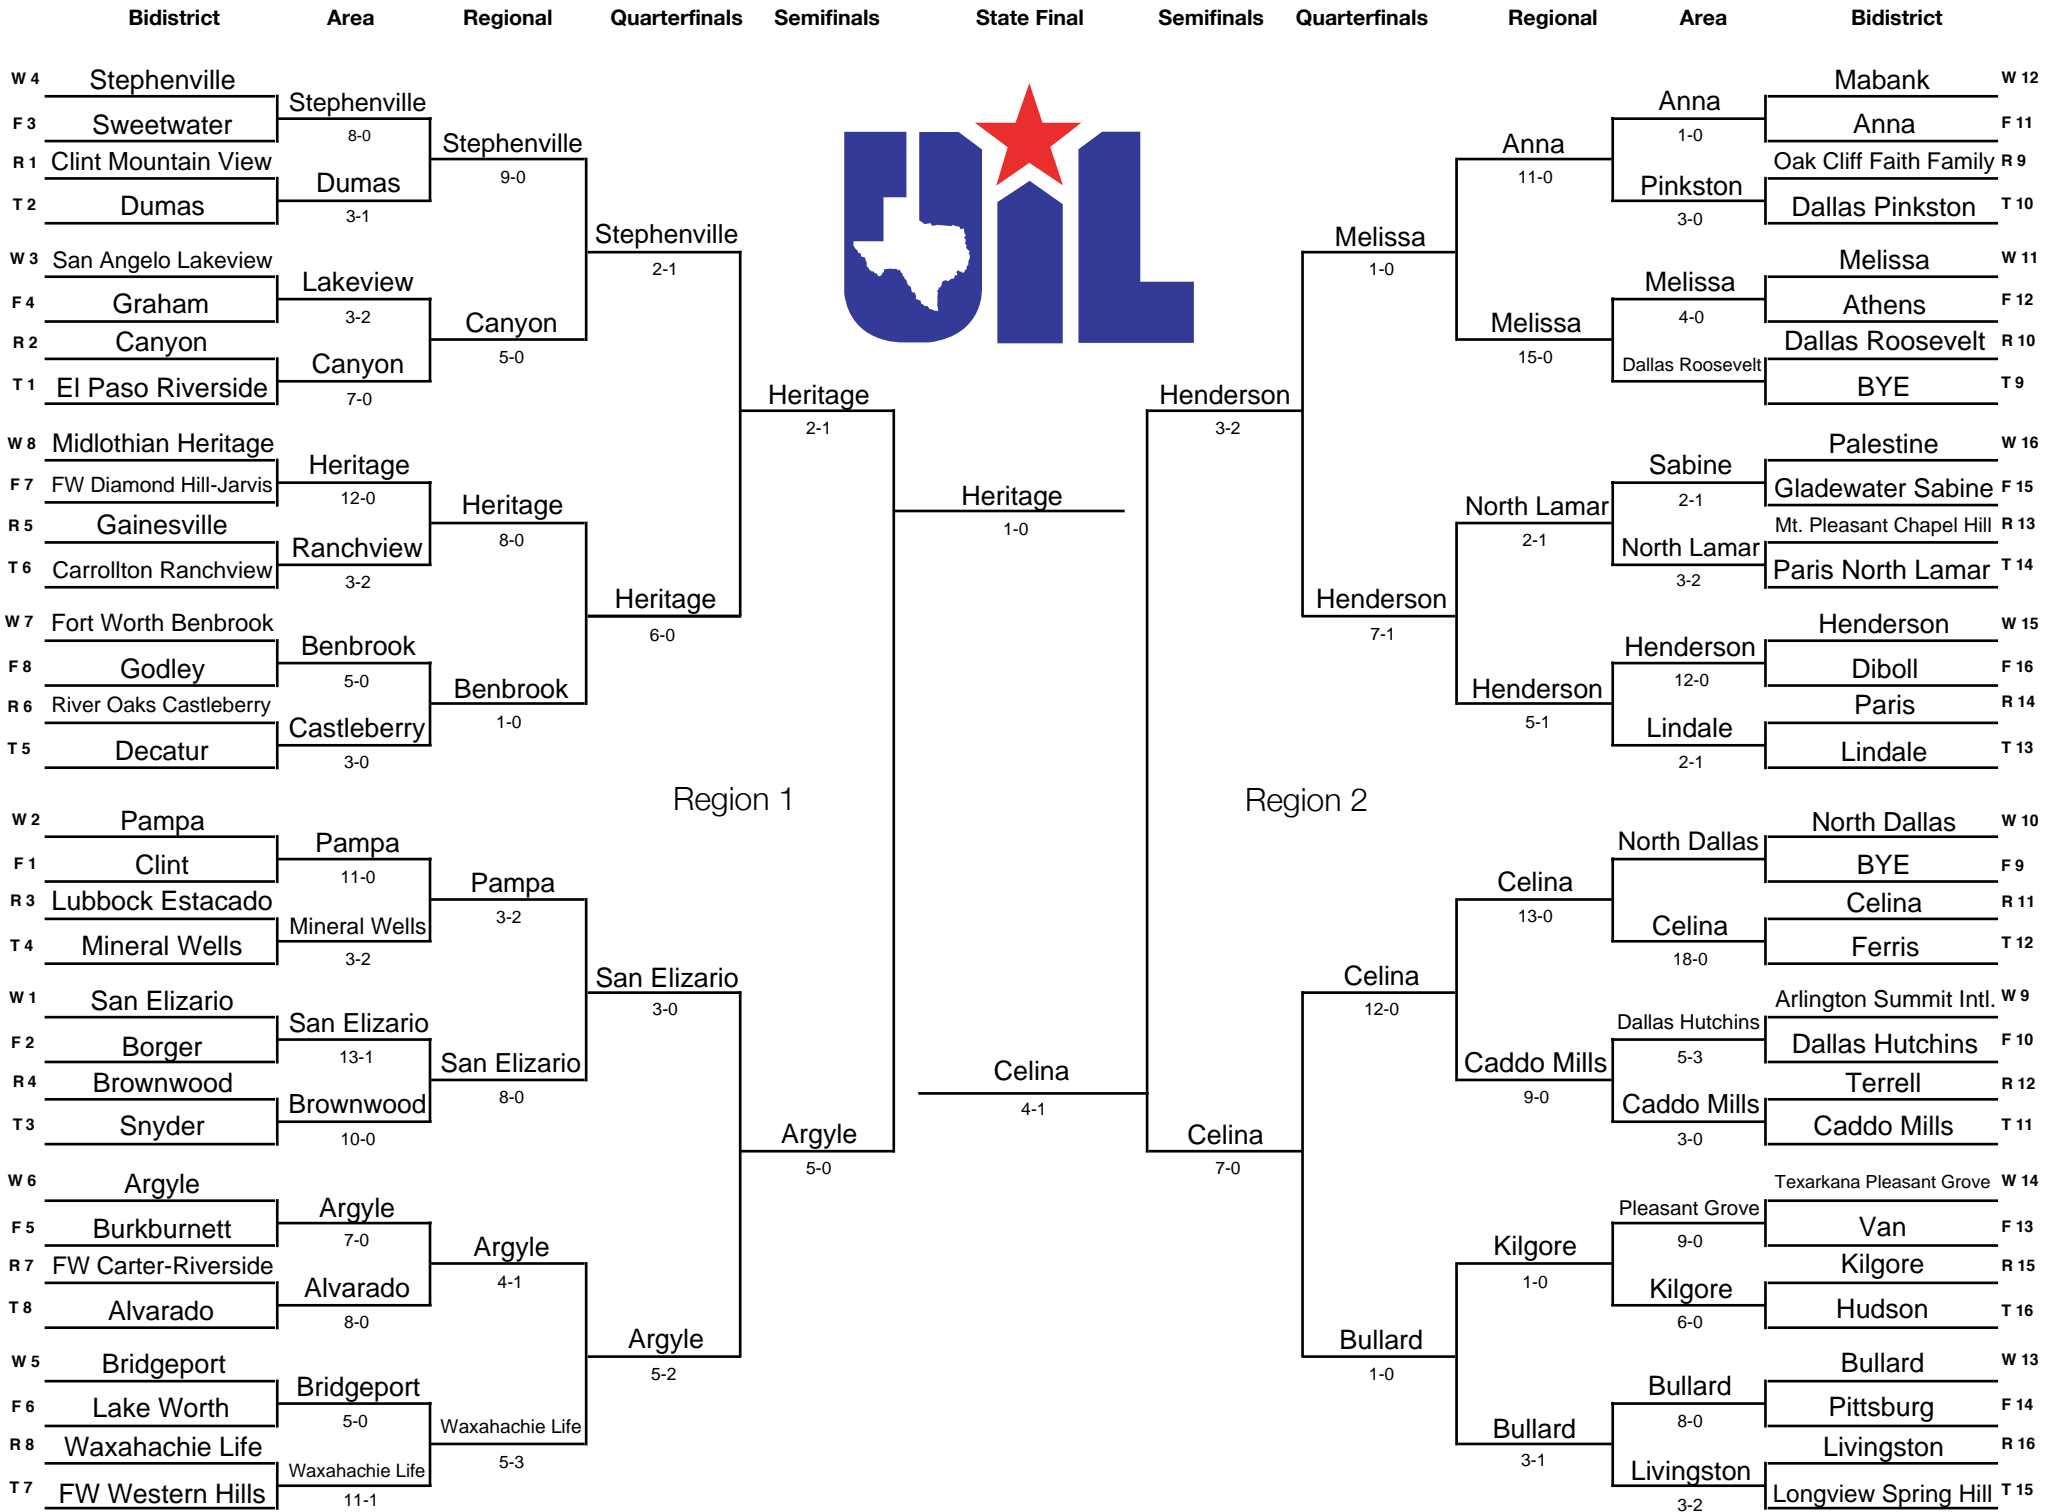 Bidistrict Area Regional Quarterfinals Semifinals State Final Semifinals Quarterfinals Regional Area Bidistrict
W 4 Stephenville
F 3 Sweetwater
Stephenville
8-0
R 1 Clint Mountain View
T 2 Dumas
Dumas
3-1
Stephenville
9-0
W 3 San Angelo Lakeview
F 4 Graham
Lakeview
3-2
R 2 Canyon
T 1 El Paso Riverside
Canyon
7-0
Canyon
5-0
Stephenville
2-1
W 8 Midlothian Heritage
F 7 FW Diamond Hill-Jarvis
Heritage
12-0
R 5 Gainesville
T 6 Carrollton Ranchview
Ranchview
3-2
Heritage
8-0
W 7 Fort Worth Benbrook
F 8 Godley
Benbrook
5-0
R 6 River Oaks Castleberry
T 5 Decatur
Castleberry
3-0
Benbrook
1-0
Heritage
6-0
Heritage
2-1
Region 1
W 2 Pampa
F 1 Clint
Pampa
11-0
R 3 Lubbock Estacado
T 4 Mineral Wells
Mineral Wells
3-2
Pampa
3-2
W 1 San Elizario
F 2 Borger
San Elizario
13-1
R 4 Brownwood
T 3 Snyder
Brownwood
10-0
San Elizario
8-0
San Elizario
3-0
W 6 Argyle
F 5 Burkburnett
Argyle
7-0
R 7 FW Carter-Riverside
T 8 Alvarado
Alvarado
8-0
Argyle
4-1
W 5 Bridgeport
F 6 Lake Worth
Bridgeport
5-0
R 8 Waxahachie Life
T 7 FW Western Hills
Waxahachie Life
11-1
Waxahachie Life
5-3
Argyle
5-2
Argyle
5-0
UIL
Heritage
1-0
Celina
4-1
Mabank W 12
Anna F 11
Anna
1-0
Oak Cliff Faith Family R 9
Dallas Pinkston T 10
Pinkston
3-0
Anna
11-0
Melissa W 11
Athens F 12
Melissa
4-0
Dallas Roosevelt R 10
BYE T 9
Dallas Roosevelt
Melissa
15-0
Melissa
1-0
Palestine W 16
Gladewater Sabine F 15
Sabine
2-1
Mt. Pleasant Chapel Hill R 13
Paris North Lamar T 14
North Lamar
3-2
North Lamar
2-1
Henderson W 15
Diboll F 16
Henderson
12-0
Paris R 14
Lindale T 13
Lindale
2-1
Henderson
5-1
Henderson
7-1
Henderson
3-2
Region 2
North Dallas W 10
BYE F 9
North Dallas
Celina R 11
Ferris T 12
Celina
18-0
Celina
13-0
Arlington Summit Intl. W 9
Dallas Hutchins F 10
Dallas Hutchins
5-3
Terrell R 12
Caddo Mills T 11
Caddo Mills
3-0
Caddo Mills
9-0
Celina
12-0
Texarkana Pleasant Grove W 14
Van F 13
Pleasant Grove
9-0
Kilgore R 15
Hudson T 16
Kilgore
6-0
Kilgore
1-0
Bullard W 13
Pittsburg F 14
Bullard
8-0
Livingston R 16
Longview Spring Hill T 15
Livingston
3-2
Bullard
3-1
Bullard
1-0
Celina
7-0